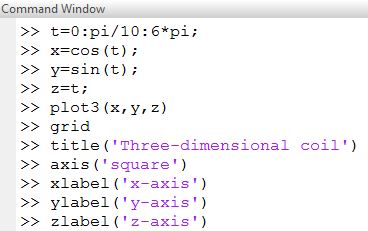 Command Window
>> t=0:pi/10:6*pi;
>> x=cos(t);
>> y=sin(t);
>> z=t;
>> plot3(x,y,z)
>> grid
>> title('Three-dimensional coil')
>> axis('square')
>> xlabel('x-axis')
>> ylabel('y-axis')
>> zlabel('z-axis')